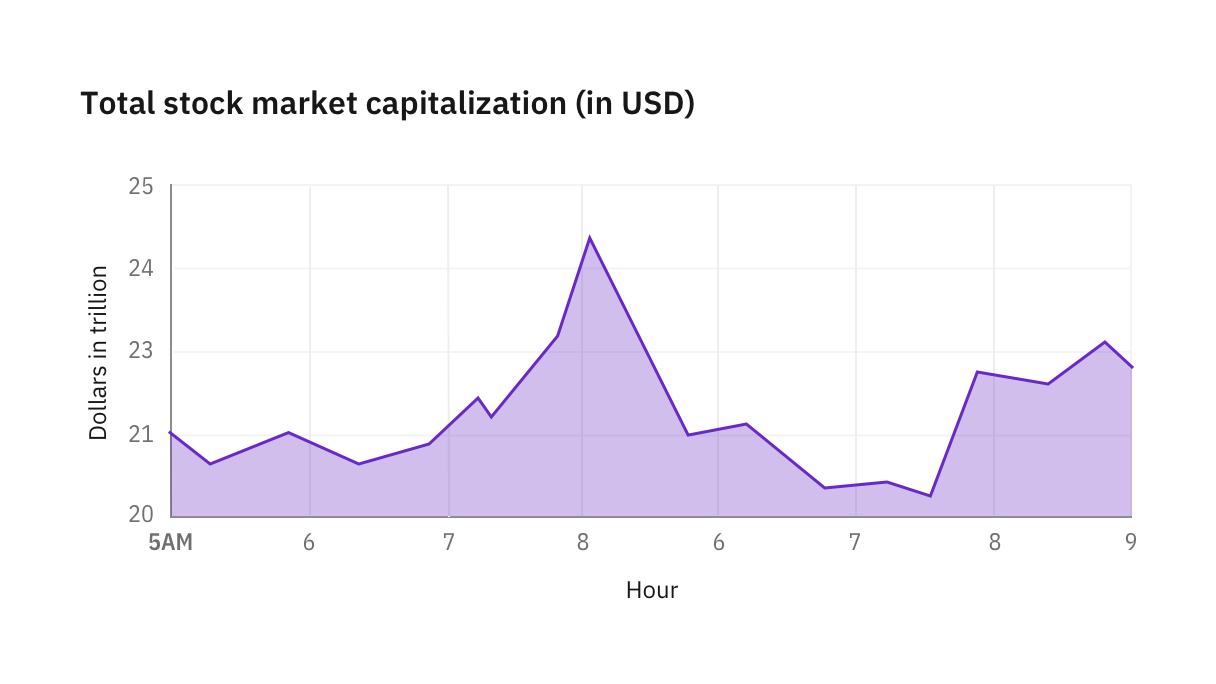 Total stock market capitalization (in USD)
Dollars in trillion
25
24
23
21
20
5AM 6 7 8 6 7 8 9
Hour